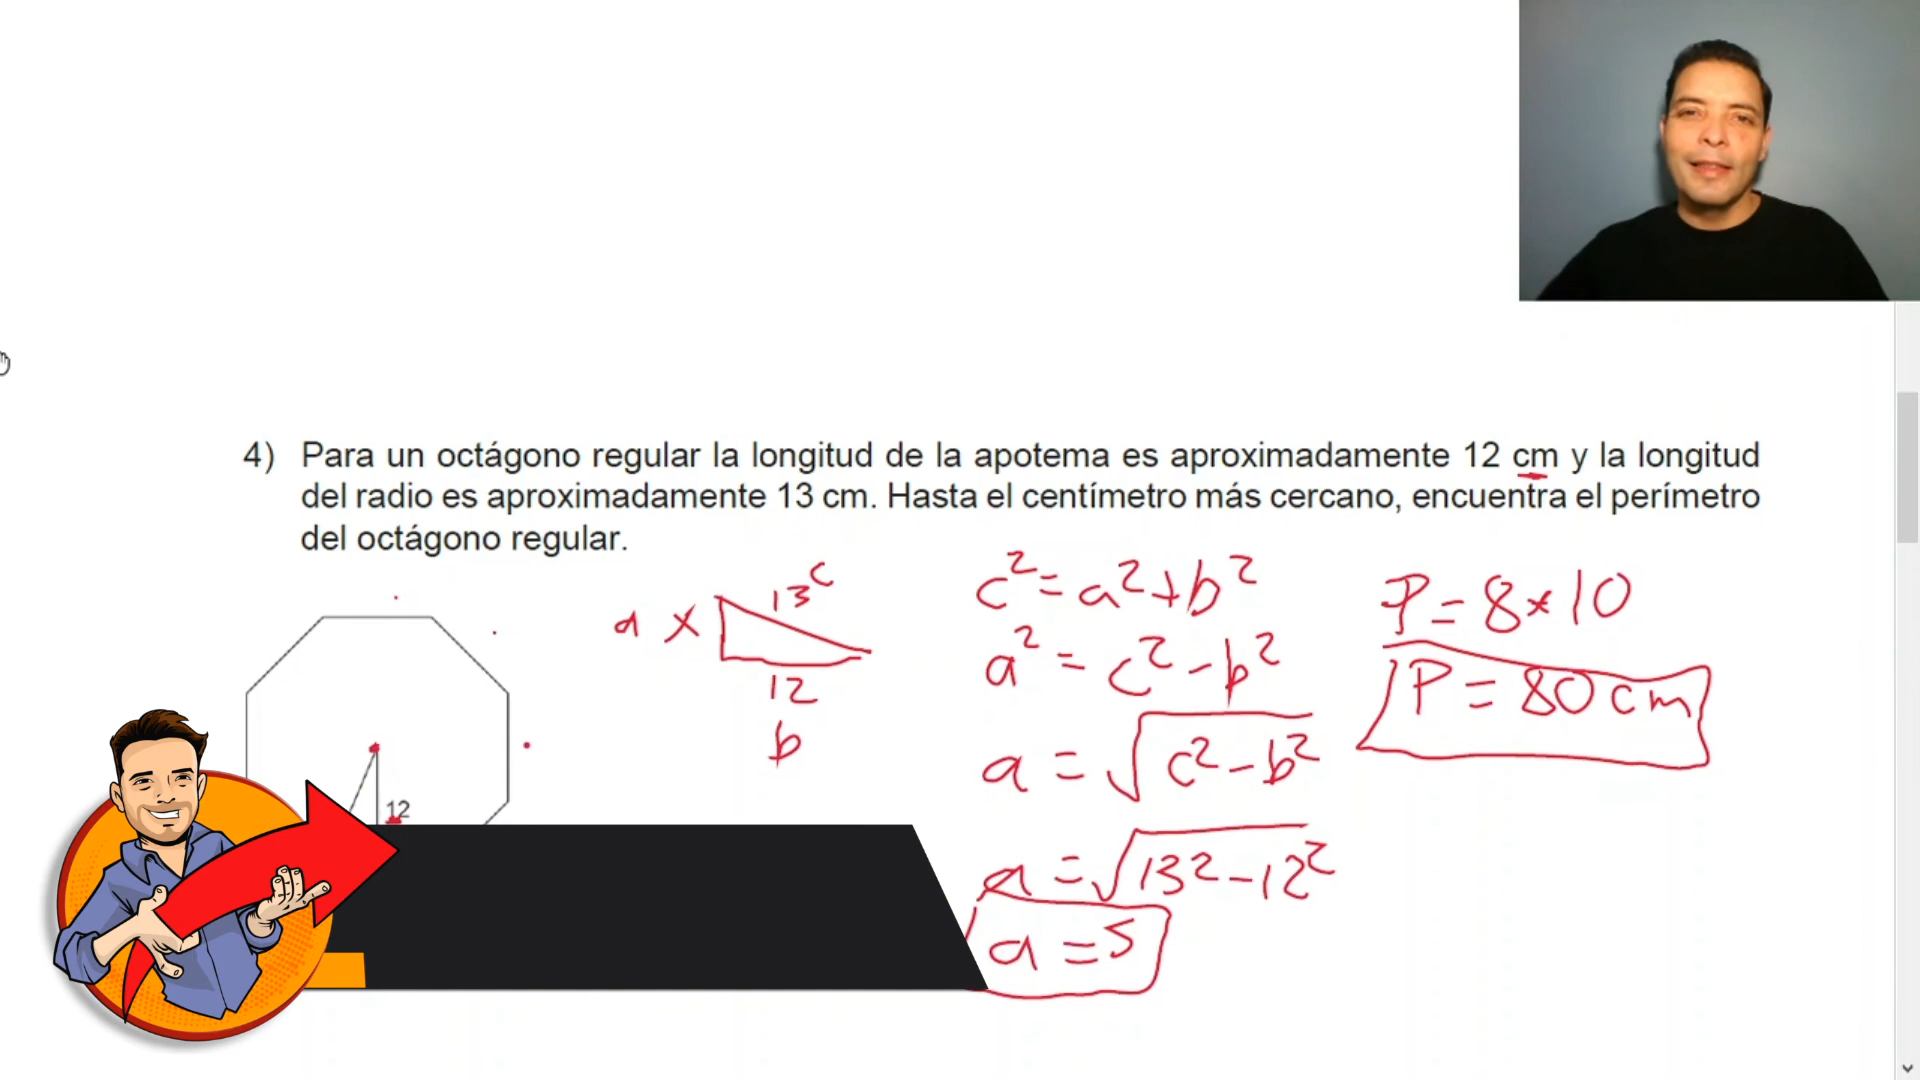 4) Para un octágono regular la longitud de la apotema es aproximadamente 12 cm y la longitud
del radio es aproximadamente 13 cm. Hasta el centímetro más cercano, encuentra el perímetro
del octágono regular.
13 c
a x
12
b
12
c² = a² + b²
a² = c² - b²
a = √c² - b²
a = √13² - 12²
a = 5
P = 8 * 10
P = 80 cm